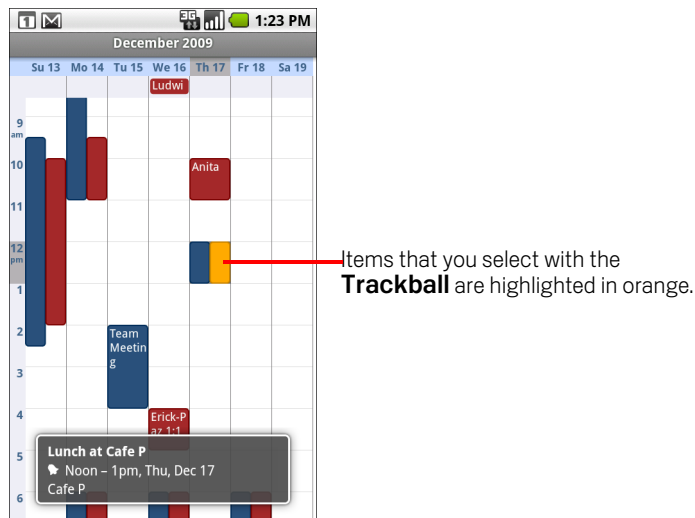 1 3G 1:23 PM
December 2009
Su 13 Mo 14 Tu 15 We 16 Th 17 Fr 18 Sa 19
Ludwi
9
am
10
Anita
11
12
pm
1
2
Team
Meetin
g
3
4
Erick-P
az 1:1
5
6
Lunch at Cafe P
Noon – 1pm, Thu, Dec 17
Cafe P
Items that you select with the
Trackball are highlighted in orange.